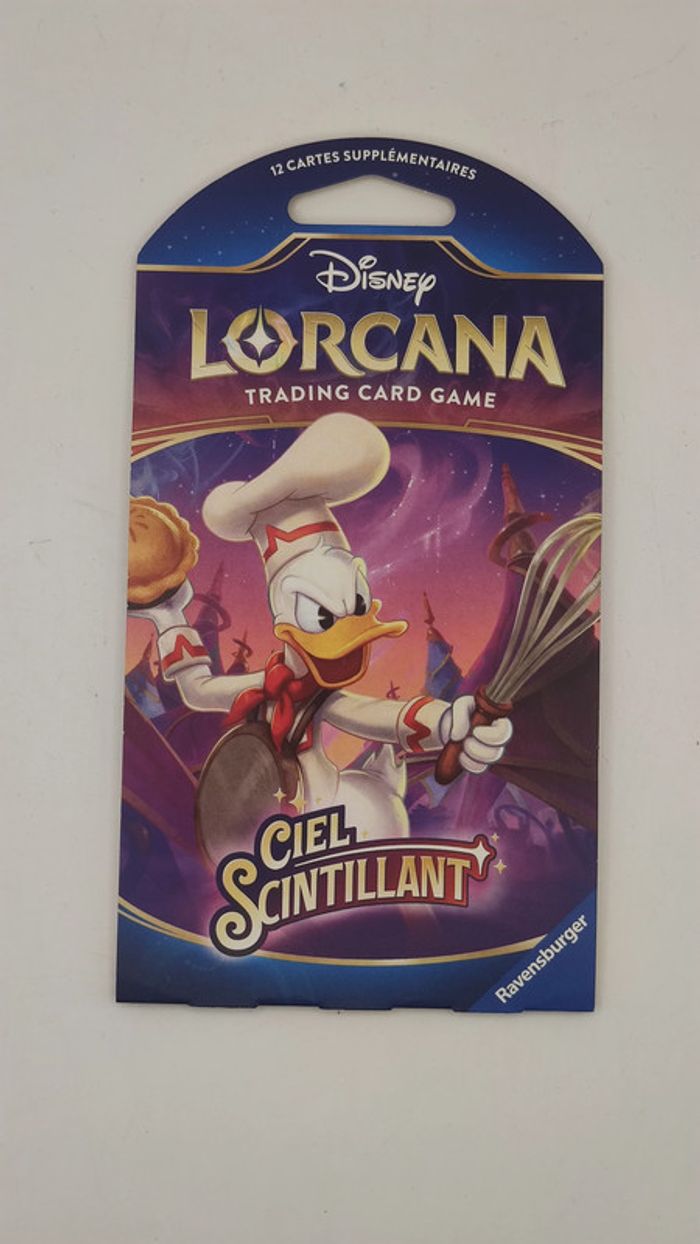 12 CARTES SUPPLÉMENTAIRES
Disney
LORCANA
TRADING CARD GAME
CIEL
SCINTILLANT
Ravensburger